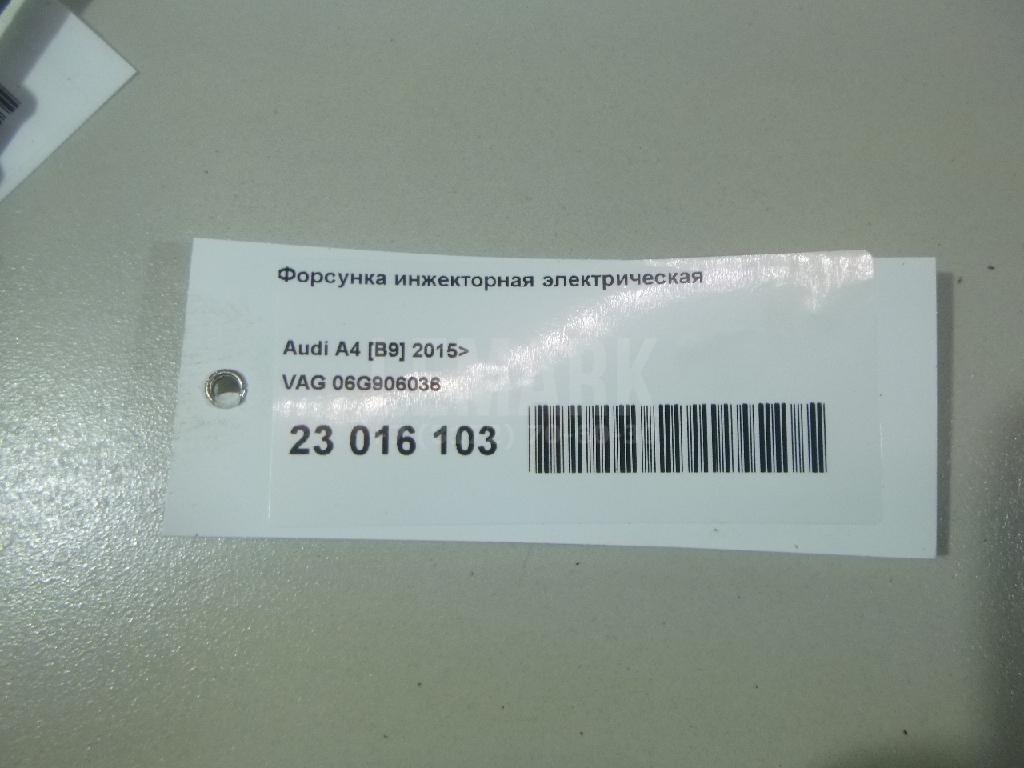 Форсунка инжекторная электрическая
Audi A4 [B9] 2015>
VAG 06G906036
23 016 103